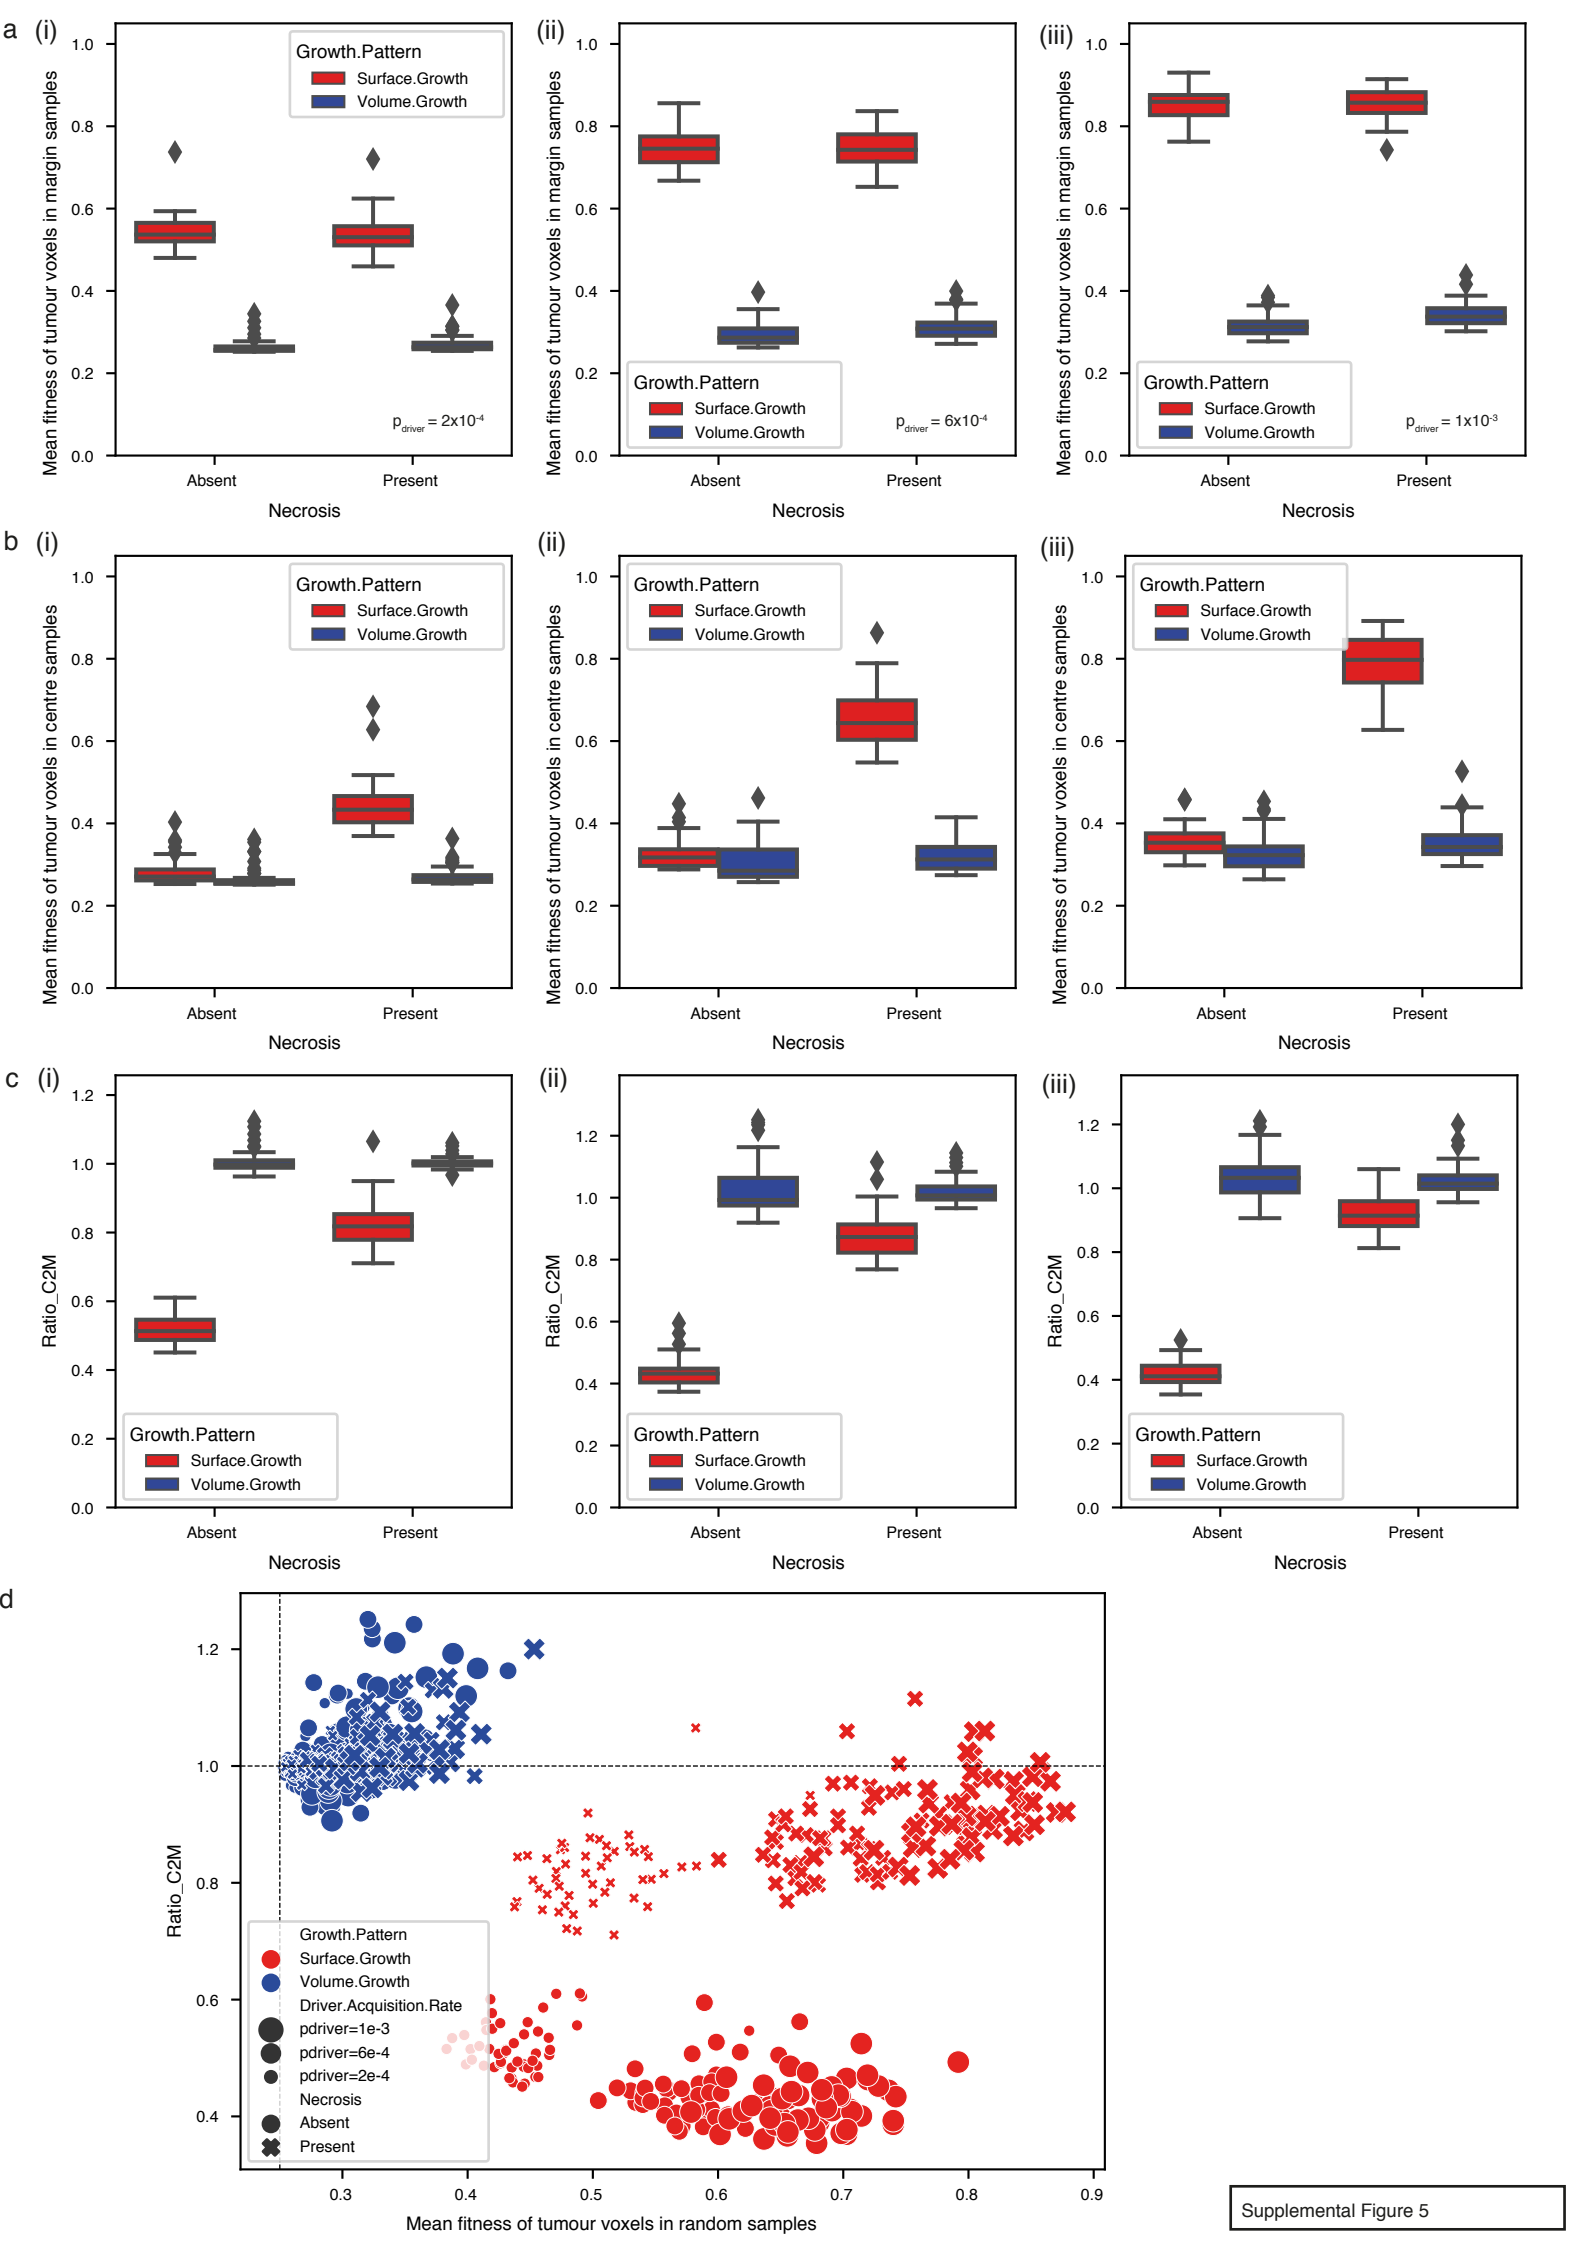 a (i)
Mean fitness of tumour voxels in margin samples
1.0
0.8
0.6
0.4
0.2
0.0
Growth.Pattern
Surface.Growth
Volume.Growth
pdriver = 2x10-4
Absent
Present
Necrosis
(ii)
Mean fitness of tumour voxels in margin samples
1.0
0.8
0.6
0.4
0.2
0.0
Growth.Pattern
Surface.Growth
Volume.Growth
pdriver = 6x10-4
Absent
Present
Necrosis
(iii)
Mean fitness of tumour voxels in margin samples
1.0
0.8
0.6
0.4
0.2
0.0
Growth.Pattern
Surface.Growth
Volume.Growth
pdriver = 1x10-3
Absent
Present
Necrosis
b (i)
Mean fitness of tumour voxels in centre samples
1.0
0.8
0.6
0.4
0.2
0.0
Growth.Pattern
Surface.Growth
Volume.Growth
Absent
Present
Necrosis
(ii)
Mean fitness of tumour voxels in centre samples
1.0
0.8
0.6
0.4
0.2
0.0
Growth.Pattern
Surface.Growth
Volume.Growth
Absent
Present
Necrosis
(iii)
Mean fitness of tumour voxels in centre samples
1.0
0.8
0.6
0.4
0.2
0.0
Growth.Pattern
Surface.Growth
Volume.Growth
Absent
Present
Necrosis
c (i)
Ratio_C2M
1.2
1.0
0.8
0.6
0.4
0.2
0.0
Growth.Pattern
Surface.Growth
Volume.Growth
Absent
Present
Necrosis
(ii)
Ratio_C2M
1.2
1.0
0.8
0.6
0.4
0.2
0.0
Growth.Pattern
Surface.Growth
Volume.Growth
Absent
Present
Necrosis
(iii)
Ratio_C2M
1.2
1.0
0.8
0.6
0.4
0.2
0.0
Growth.Pattern
Surface.Growth
Volume.Growth
Absent
Present
Necrosis
d
Ratio_C2M
1.2
1.0
0.8
0.6
0.4
Growth.Pattern
Surface.Growth
Volume.Growth
Driver.Acquisition.Rate
pdriver=1e-3
pdriver=6e-4
pdriver=2e-4
Necrosis
Absent
Present
0.3
0.4
0.5
0.6
0.7
0.8
0.9
Mean fitness of tumour voxels in random samples
Supplemental Figure 5